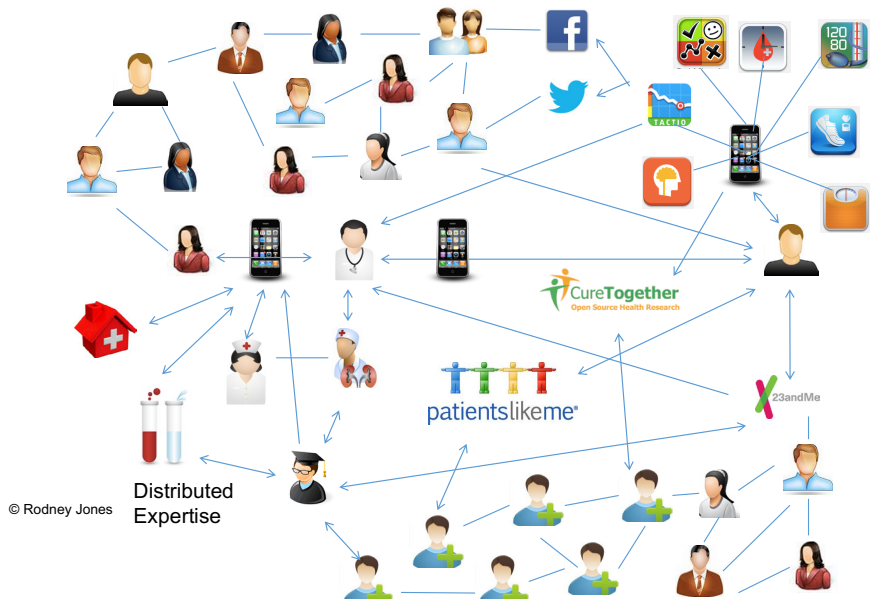 120
80
TACTIO
CureTogether
Open Source Health Research
patientslikeme®
23andMe
Distributed
Expertise
© Rodney Jones